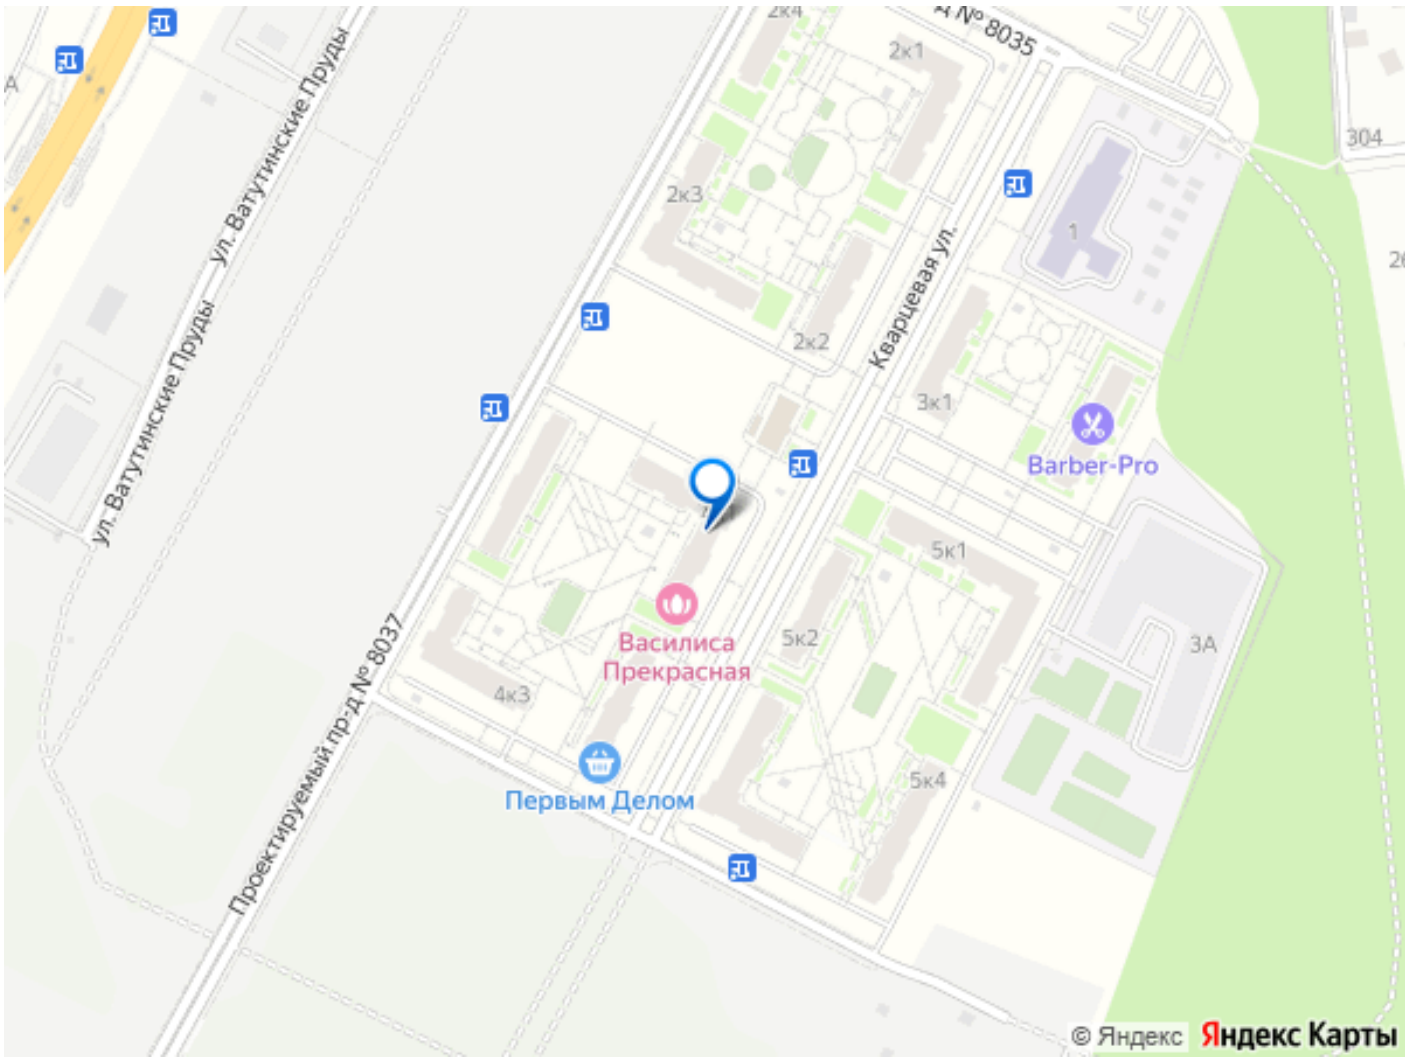 2к4
д № 8035
2к1
А
304
ул. Ватутинские Пруды
2к3
1
26
Кварцевая ул.
2к2
ул. Ватутинские Пруды
3к1
Barber-Pro
5к1
5к2
Василиса
Прекрасная
3А
4к3
Проектируемый пр-д № 8037
5к4
Первым Делом
© Яндекс Яндекс Карты